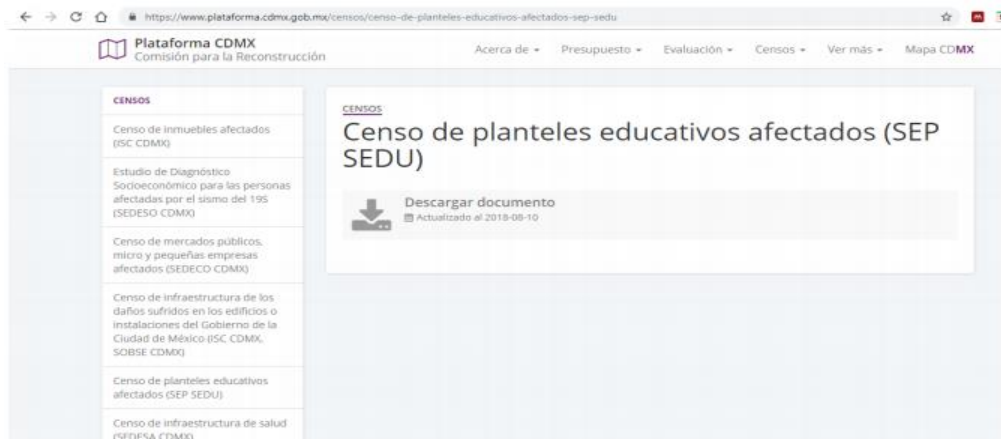 https://www.plataforma.cdmx.gob.mx/censos/censo-de-planteles-educativos-afectados-sep-sedu
Plataforma CDMX
Comisión para la Reconstrucción
Acerca de Presupuesto Evaluación Censos Ver más Mapa CDMX
CENSOS
Censo de inmuebles afectados
(ISC CDMX)
Estudio de Diagnóstico
Socioeconómico para las personas
afectadas por el sismo del 19S
(SEDESO CDMX)
Censo de mercados públicos,
micro y pequeñas empresas
afectados (SEDECO CDMX)
Censo de infraestructura de los
daños sufridos en los edificios o
instalaciones del Gobierno de la
Ciudad de México (ISC CDMX,
SOBSE CDMX)
Censo de planteles educativos
afectados (SEP SEDU)
Censo de infraestructura de salud
(SEDESA CDMX)
CENSOS
Censo de planteles educativos afectados (SEP
SEDU)
Descargar documento
Actualizado al 2018-08-10